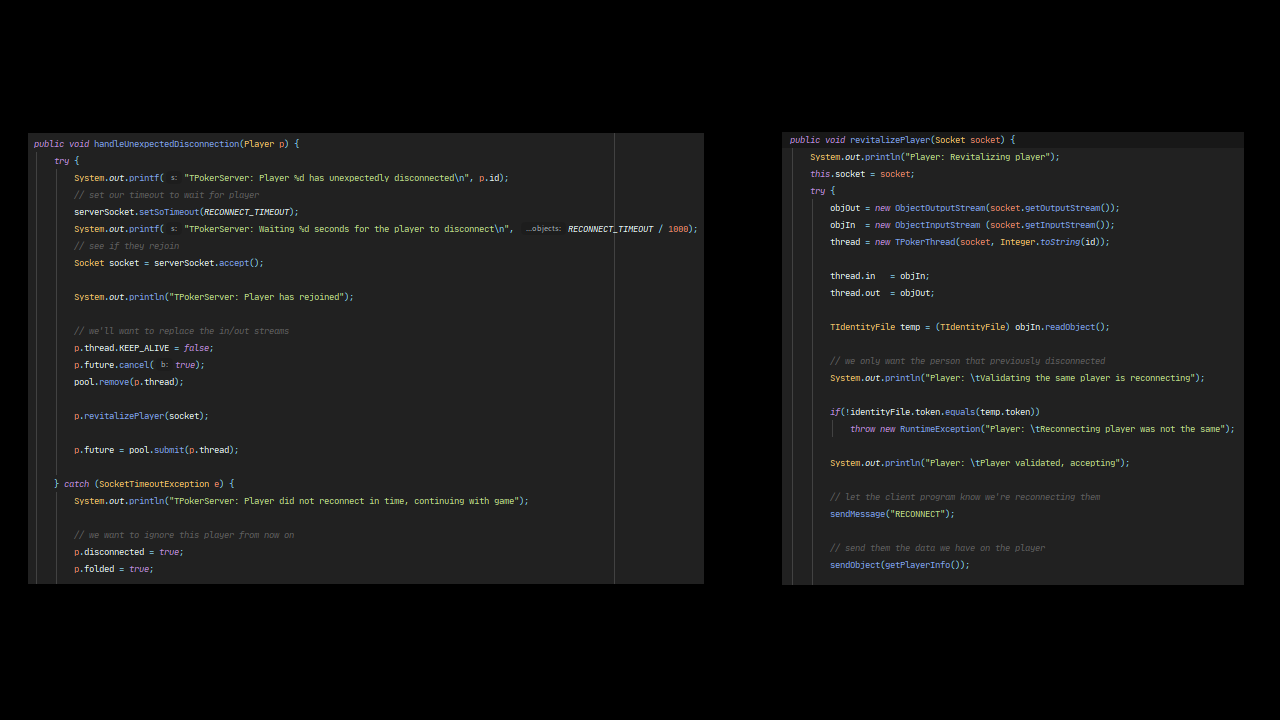 public void handleUnexpectedDisconnection(Player p) {
try {
System.out.printf( s: "TPokerServer: Player %d has unexpectedly disconnected\n", p.id);
// set our timeout to wait for player
serverSocket.setSoTimeout(RECONNECT_TIMEOUT);
System.out.printf( s: "TPokerServer: Waiting %d seconds for the player to disconnect\n", ...objects: RECONNECT_TIMEOUT / 1000);
// see if they rejoin
Socket socket = serverSocket.accept();
System.out.println("TPokerServer: Player has rejoined");
// we'll want to replace the in/out streams
p.thread.KEEP_ALIVE = false;
p.future.cancel( b: true);
pool.remove(p.thread);
p.revitalizePlayer(socket);
p.future = pool.submit(p.thread);
} catch (SocketTimeoutException e) {
System.out.println("TPokerServer: Player did not reconnect in time, continuing with game");
// we want to ignore this player from now on
p.disconnected = true;
p.folded = true;
public void revitalizePlayer(Socket socket) {
System.out.println("Player: Revitalizing player");
this.socket = socket;
try {
objOut = new ObjectOutputStream(socket.getOutputStream());
objIn  = new ObjectInputStream (socket.getInputStream());
thread = new TPokerThread(socket, Integer.toString(id));
thread.in   = objIn;
thread.out  = objOut;
TIdentityFile temp = (TIdentityFile) objIn.readObject();
// we only want the person that previously disconnected
System.out.println("Player: \tValidating the same player is reconnecting");
if(!identityFile.token.equals(temp.token))
throw new RuntimeException("Player: \tReconnecting player was not the same");
System.out.println("Player: \tPlayer validated, accepting");
// let the client program know we're reconnecting them
sendMessage("RECONNECT");
// send them the data we have on the player
sendObject(getPlayerInfo());